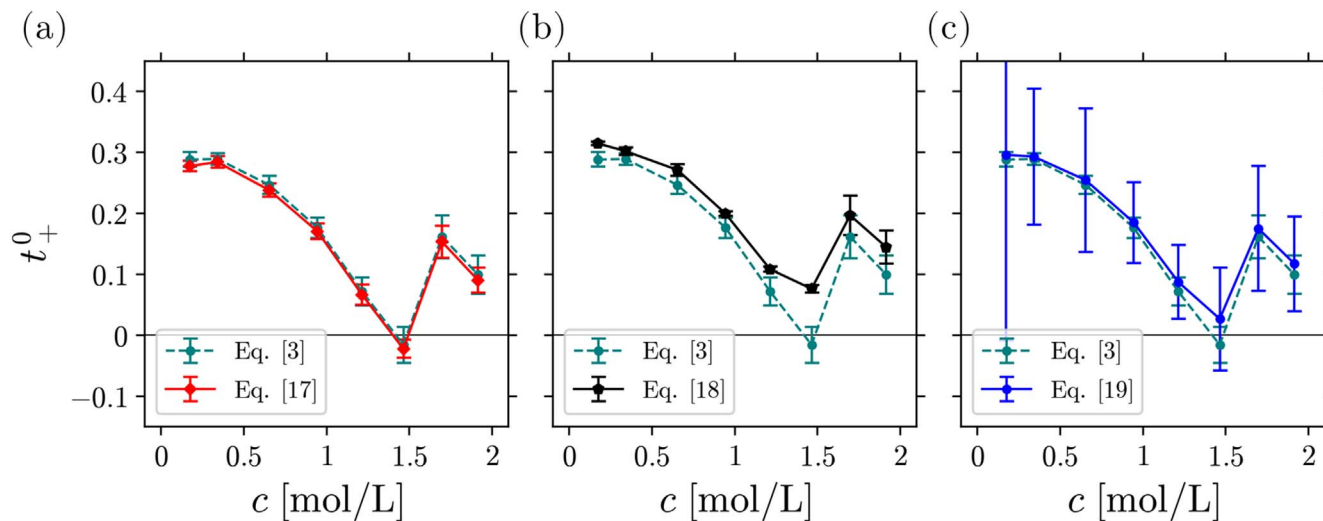 (a)
(b)
(c)
t₊⁰
0.4
0.3
0.2
0.1
0
−0.1
Eq. [3]
Eq. [17]
Eq. [3]
Eq. [18]
Eq. [3]
Eq. [19]
0 0.5 1 1.5 2
0 0.5 1 1.5 2
0 0.5 1 1.5 2
c [mol/L]
c [mol/L]
c [mol/L]